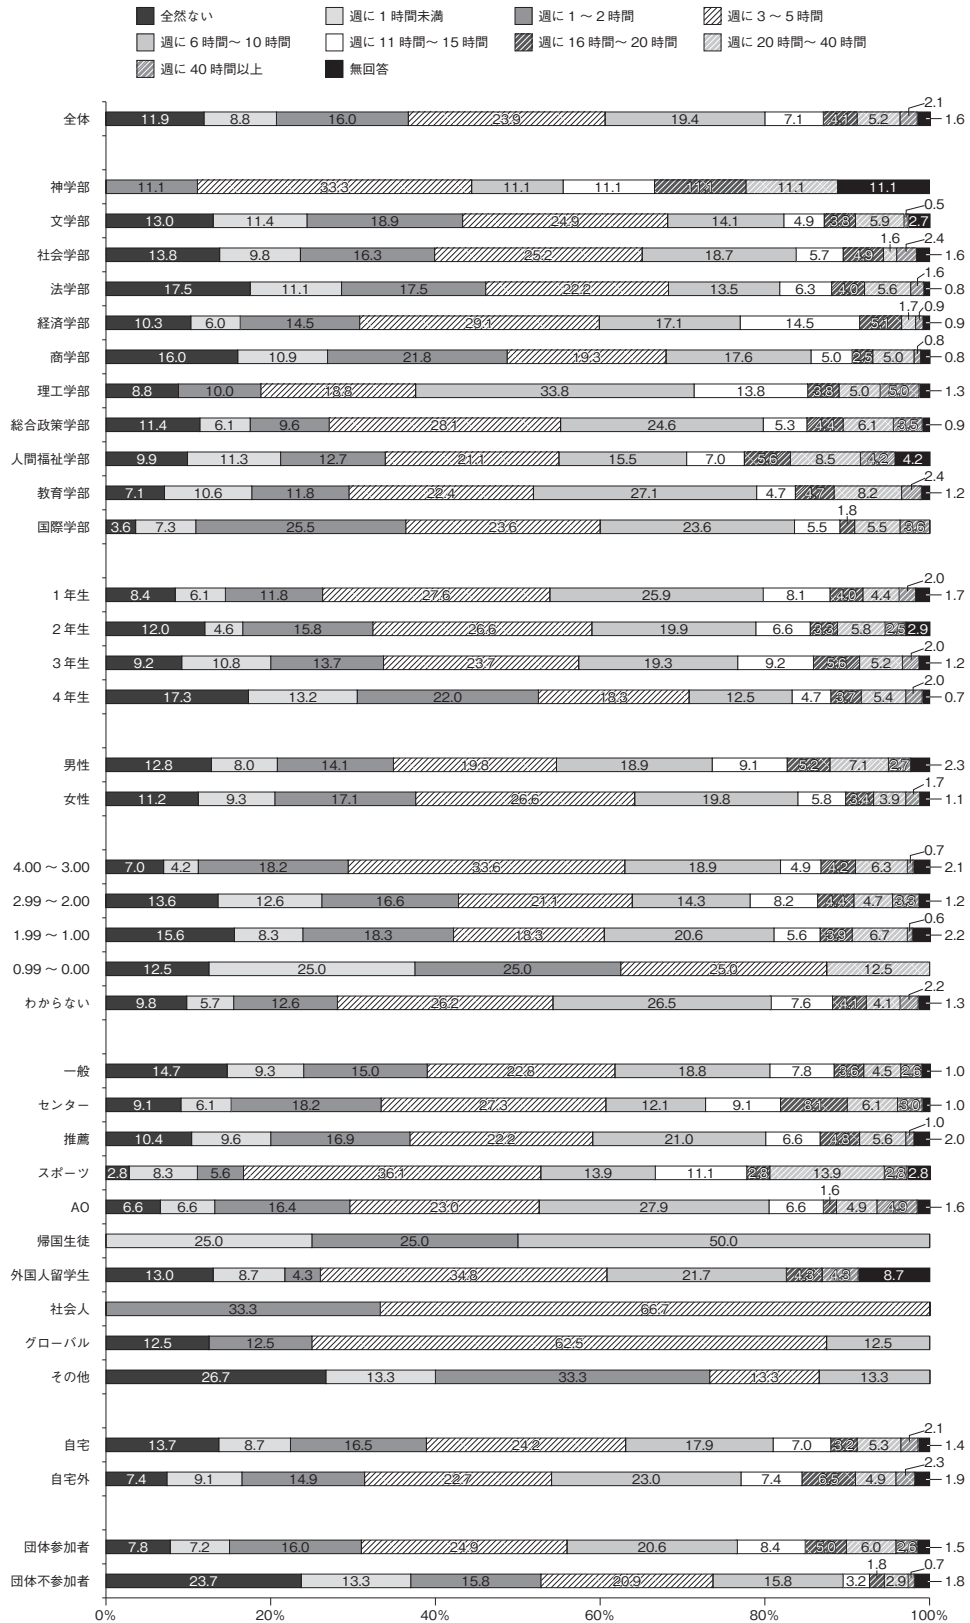 全然ない 週に1時間未満 週に1～2時間 週に3～5時間
週に6時間～10時間 週に11時間～15時間 週に16時間～20時間 週に20時間～40時間
週に40時間以上 無回答
2.1
全体 11.9 8.8 16.0 23.9 19.4 7.1 4.1 5.2 1.6
神学部 11.1 33.3 11.1 11.1 11.1 11.1 11.1
0.5
文学部 13.0 11.4 18.9 24.9 14.1 4.9 3.8 5.9 2.7
1.6 2.4
社会学部 13.8 9.8 16.3 25.2 18.7 5.7 4.9 1.6
1.6
法学部 17.5 11.1 17.5 22.2 13.5 6.3 4.0 5.6 0.8
1.7 0.9
経済学部 10.3 6.0 14.5 29.1 17.1 14.5 5.1 0.9
0.8
商学部 16.0 10.9 21.8 19.3 17.6 5.0 2.5 5.0 0.8
理工学部 8.8 10.0 18.8 33.8 13.8 3.8 5.0 5.0 1.3
総合政策学部 11.4 6.1 9.6 28.1 24.6 5.3 4.4 6.1 3.5 0.9
人間福祉学部 9.9 11.3 12.7 21.1 15.5 7.0 5.6 8.5 4.2 4.2
2.4
教育学部 7.1 10.6 11.8 22.4 27.1 4.7 4.7 8.2 1.2
1.8
国際学部 3.6 7.3 25.5 23.6 23.6 5.5 5.5 3.6
2.0
1年生 8.4 6.1 11.8 27.6 25.9 8.1 4.0 4.4 1.7
2年生 12.0 4.6 15.8 26.6 19.9 6.6 3.3 5.8 2.5 2.9
2.0
3年生 9.2 10.8 13.7 23.7 19.3 9.2 5.6 5.2 1.2
2.0
4年生 17.3 13.2 22.0 18.3 12.5 4.7 3.7 5.4 0.7
男性 12.8 8.0 14.1 19.8 18.9 9.1 5.2 7.1 2.7 2.3
1.7
女性 11.2 9.3 17.1 26.6 19.8 5.8 3.4 3.9 1.1
0.7
4.00～3.00 7.0 4.2 18.2 33.6 18.9 4.9 4.2 6.3 2.1
2.99～2.00 13.6 12.6 16.6 21.1 14.3 8.2 4.4 4.7 3.3 1.2
0.6
1.99～1.00 15.6 8.3 18.3 18.3 20.6 5.6 3.9 6.7 2.2
0.99～0.00 12.5 25.0 25.0 25.0 12.5
2.2
わからない 9.8 5.7 12.6 26.2 26.5 7.6 4.1 4.1 1.3
一般 14.7 9.3 15.0 22.8 18.8 7.8 3.6 4.5 2.6 1.0
センター 9.1 6.1 18.2 27.3 12.1 9.1 8.1 6.1 3.0 1.0
1.0
推薦 10.4 9.6 16.9 22.2 21.0 6.6 4.8 5.6 2.0
スポーツ 2.8 8.3 5.6 36.1 13.9 11.1 2.8 13.9 2.8 2.8
1.6
AO 6.6 6.6 16.4 23.0 27.9 6.6 4.9 4.9 1.6
帰国生徒 25.0 25.0 50.0
外国人留学生 13.0 8.7 4.3 34.8 21.7 4.3 4.3 8.7
社会人 33.3 66.7
グローバル 12.5 12.5 62.5 12.5
その他 26.7 13.3 33.3 13.3 13.3
2.1
自宅 13.7 8.7 16.5 24.2 17.9 7.0 3.2 5.3 1.4
2.3
自宅外 7.4 9.1 14.9 22.7 23.0 7.4 6.5 4.9 1.9
団体参加者 7.8 7.2 16.0 24.9 20.6 8.4 5.0 6.0 2.6 1.5
1.8 0.7
団体不参加者 23.7 13.3 15.8 20.9 15.8 3.2 2.9 1.8
0% 20% 40% 60% 80% 100%